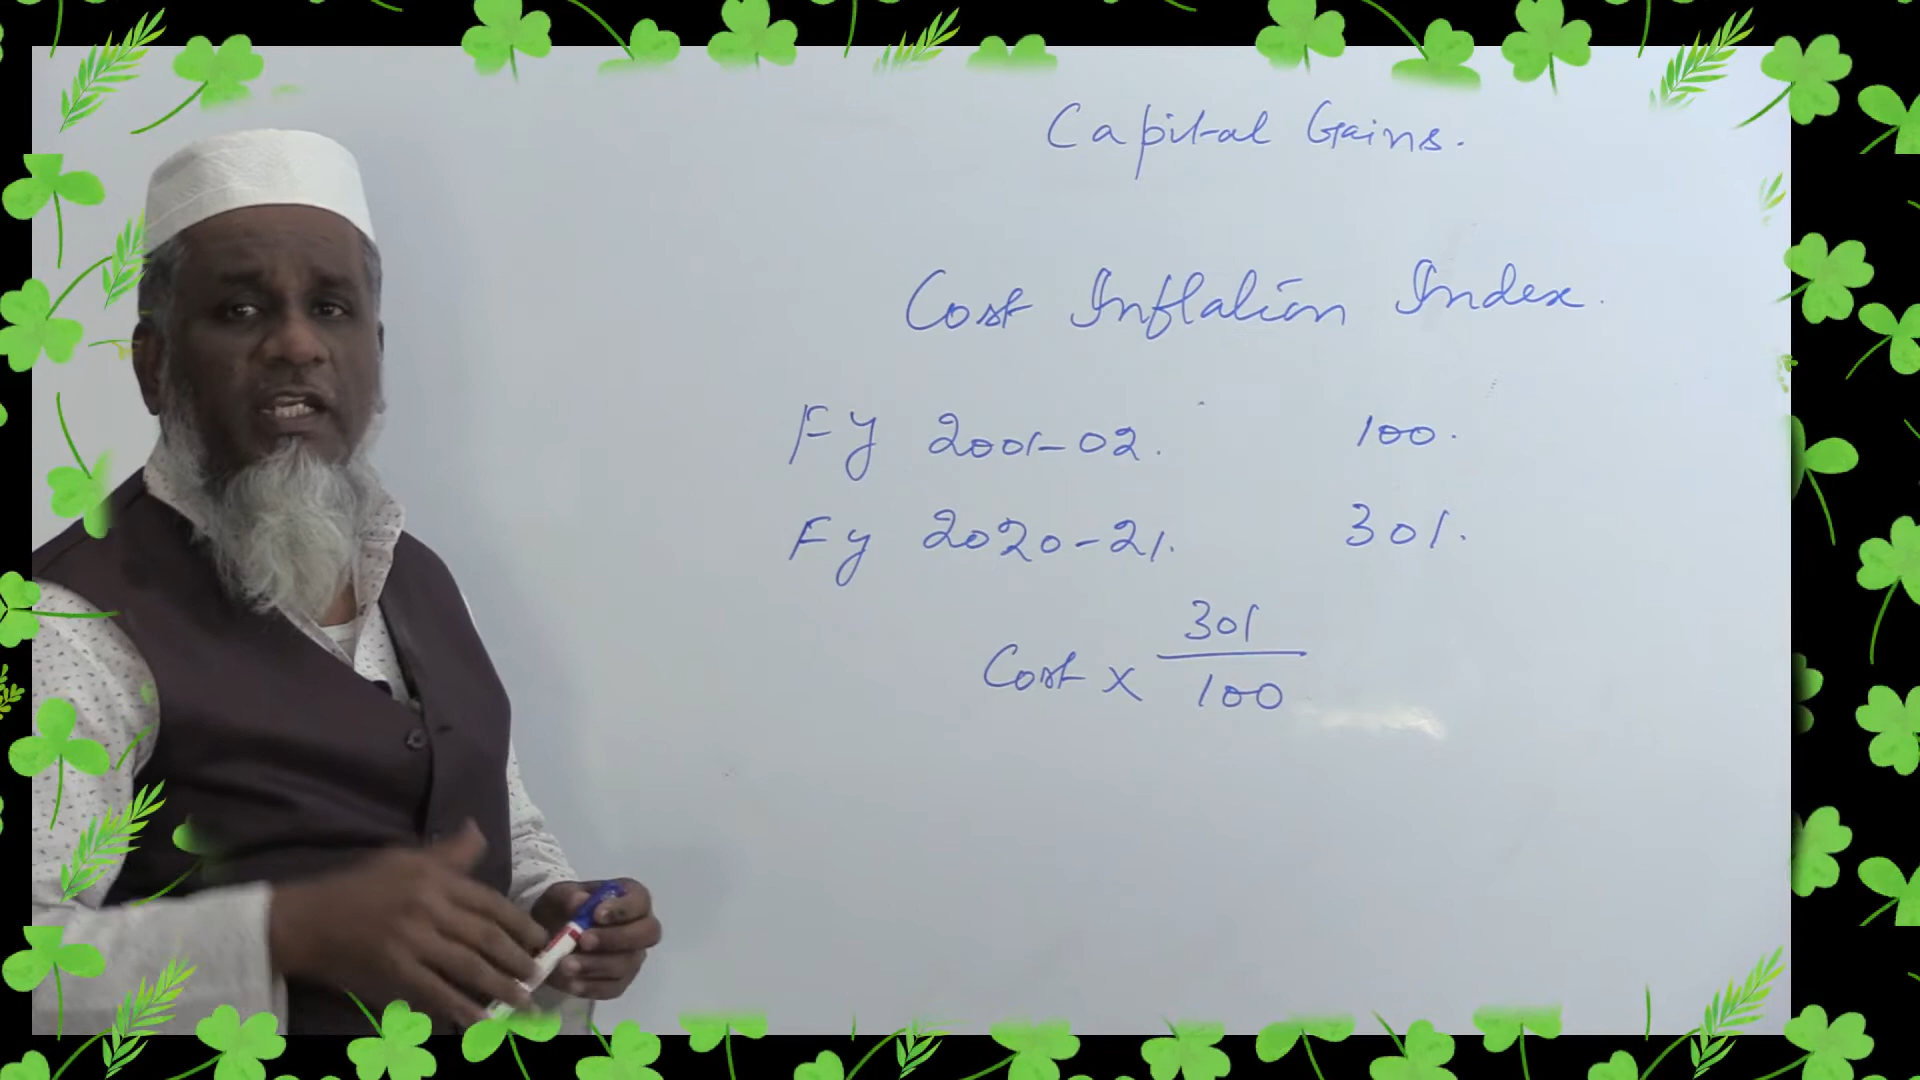 Capital Gains.
Cost Inflation Index.
Fy 2001-02. 100.
Fy 2020-21. 301.
Cost x 301/100